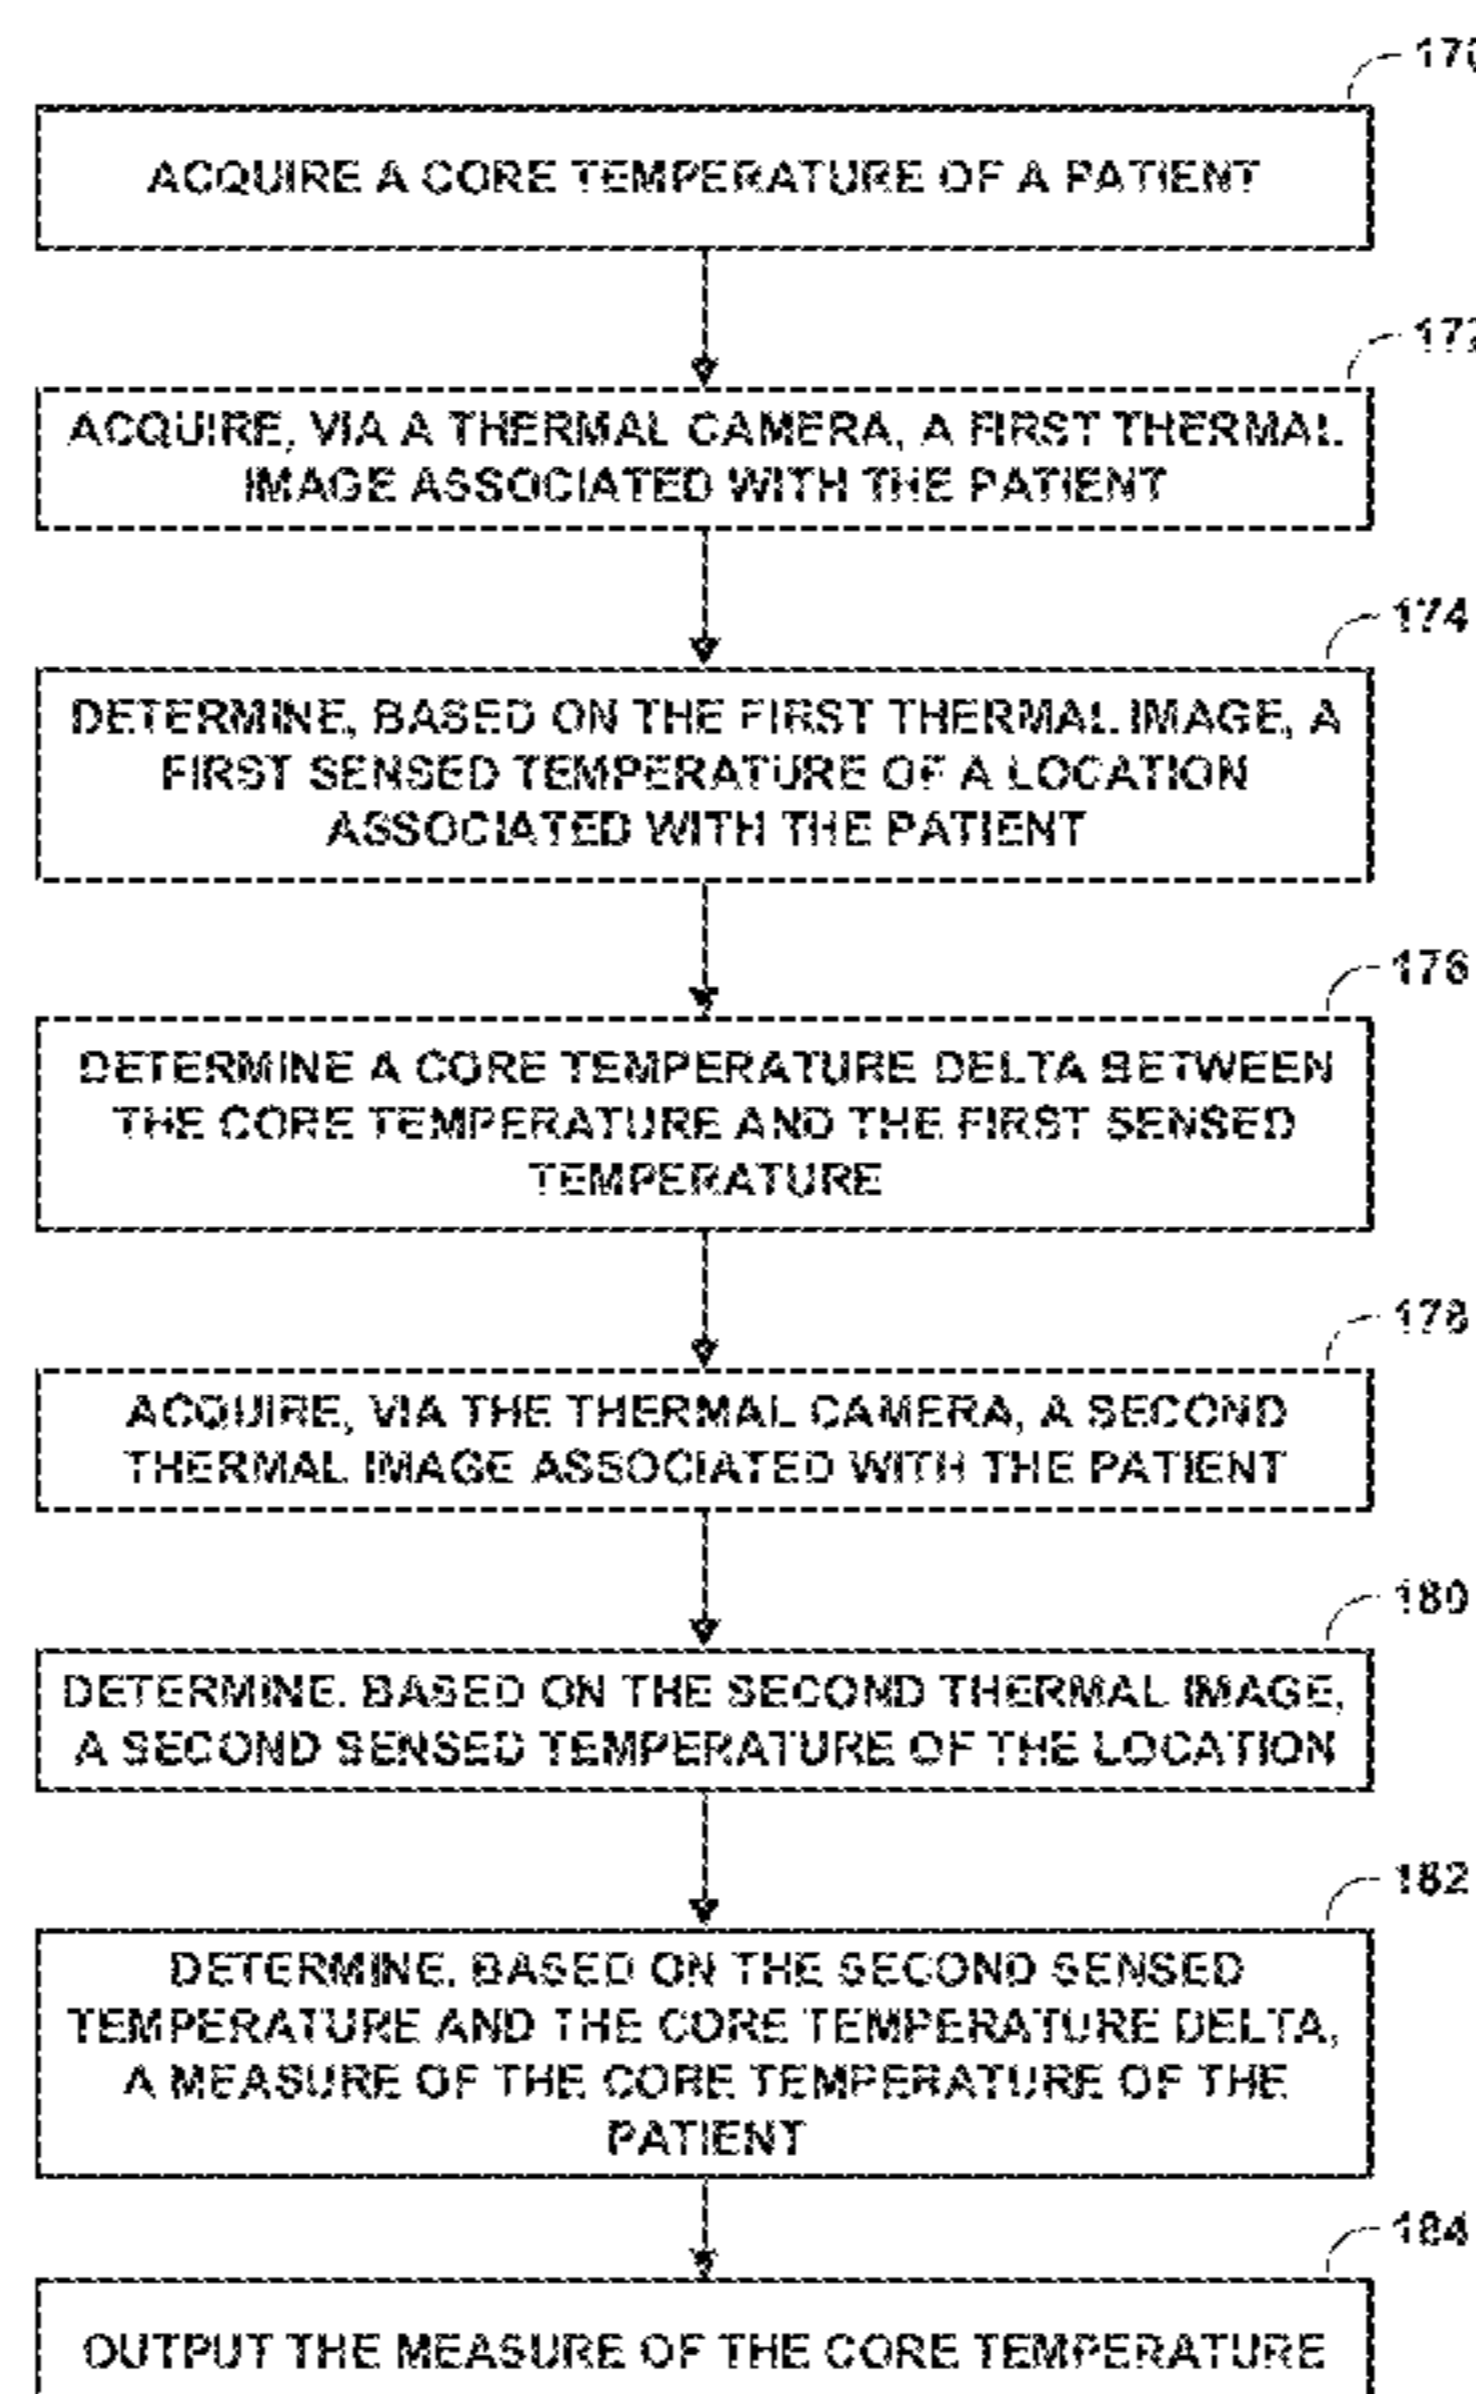 170
ACQUIRE A CORE TEMPERATURE OF A PATIENT
172
ACQUIRE, VIA A THERMAL CAMERA, A FIRST THERMAL
IMAGE ASSOCIATED WITH THE PATIENT
174
DETERMINE, BASED ON THE FIRST THERMAL IMAGE, A
FIRST SENSED TEMPERATURE OF A LOCATION
ASSOCIATED WITH THE PATIENT
176
DETERMINE A CORE TEMPERATURE DELTA BETWEEN
THE CORE TEMPERATURE AND THE FIRST SENSED
TEMPERATURE
178
ACQUIRE, VIA THE THERMAL CAMERA, A SECOND
THERMAL IMAGE ASSOCIATED WITH THE PATIENT
180
DETERMINE, BASED ON THE SECOND THERMAL IMAGE,
A SECOND SENSED TEMPERATURE OF THE LOCATION
182
DETERMINE, BASED ON THE SECOND SENSED
TEMPERATURE AND THE CORE TEMPERATURE DELTA,
A MEASURE OF THE CORE TEMPERATURE OF THE
PATIENT
184
OUTPUT THE MEASURE OF THE CORE TEMPERATURE